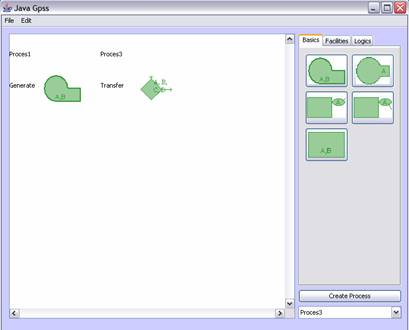 Java Gpss
File Edit
Basics Facilities Logics
Proces1 Proces3
Generate A,B Transfer A, B,
C
A,B A
A A
A,B
Create Process
Proces3